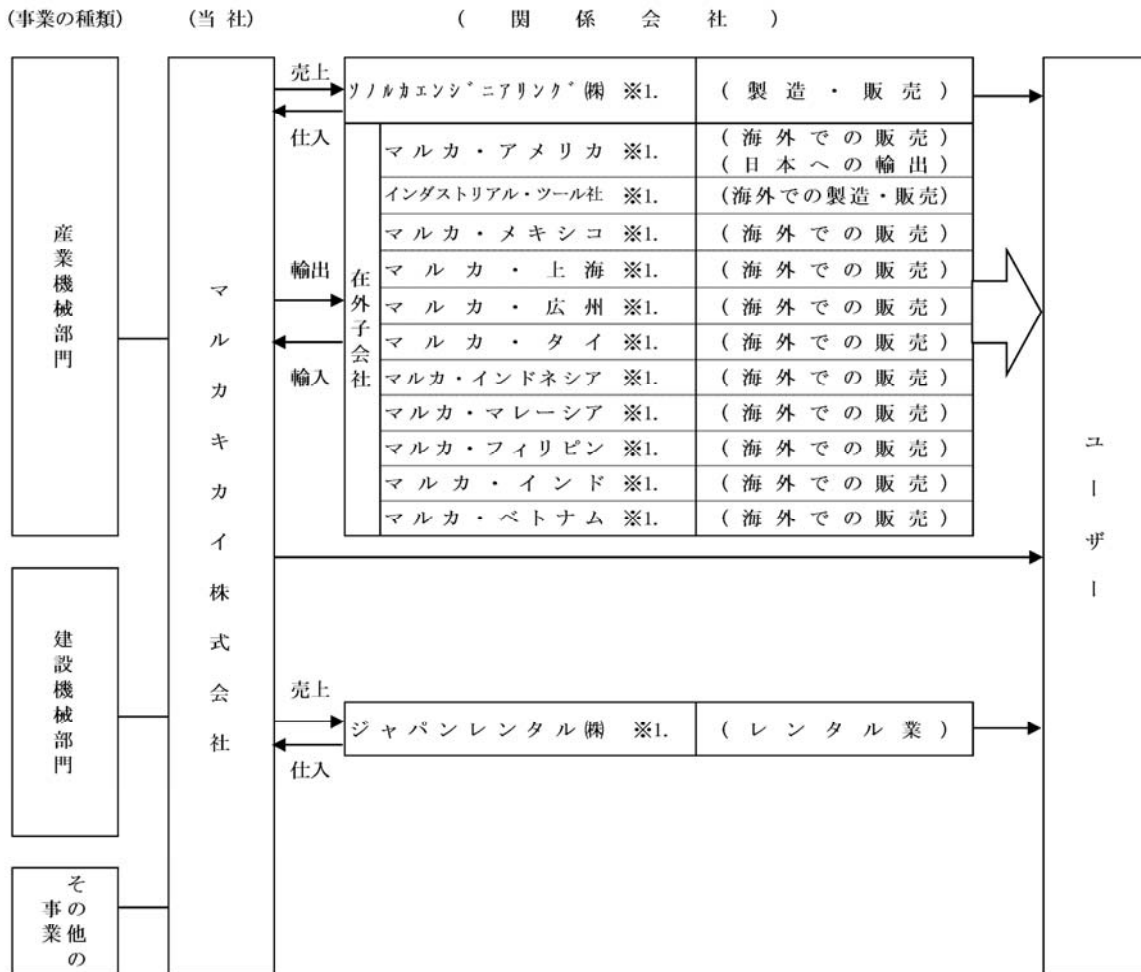 (事業の種類) (当 社) ( 関 係 会 社 )
産業機械部門
マルカキカイ株式会社
売上
仕入
ソノルカエンジニアリング㈱ ※1. ( 製 造 ・ 販 売 )
輸出
輸入
在外子会社
マルカ・アメリカ ※1. ( 海 外 で の 販 売 )
( 日 本 へ の 輸 出 )
インダストリアル・ツール社 ※1. (海外での製造・販売)
マルカ・メキシコ ※1. ( 海 外 で の 販 売 )
マ ル カ ・ 上 海 ※1. ( 海 外 で の 販 売 )
マ ル カ ・ 広 州 ※1. ( 海 外 で の 販 売 )
マ ル カ ・ タ イ ※1. ( 海 外 で の 販 売 )
マルカ・インドネシア ※1. ( 海 外 で の 販 売 )
マルカ・マレーシア ※1. ( 海 外 で の 販 売 )
マルカ・フィリピン ※1. ( 海 外 で の 販 売 )
マルカ・インド ※1. ( 海 外 で の 販 売 )
マルカ・ベトナム ※1. ( 海 外 で の 販 売 )
ユーザー
建設機械部門
売上
仕入
ジャパンレンタル㈱ ※1. ( レ ン タ ル 業 )
その他の
事業